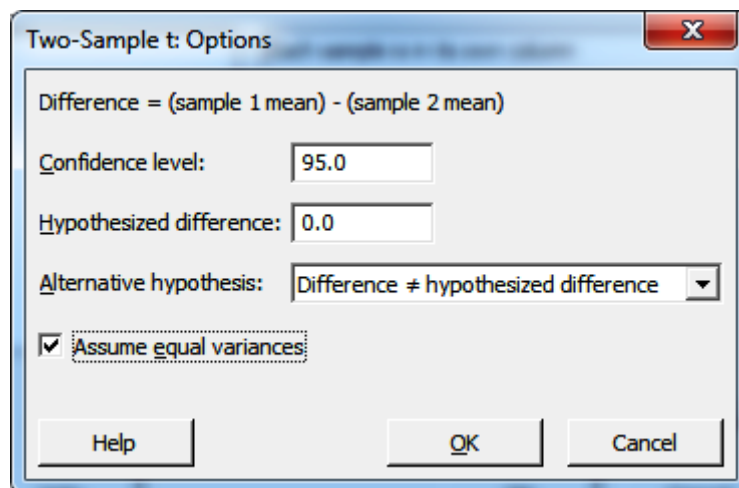 Two-Sample t: Options
Difference = (sample 1 mean) - (sample 2 mean)
Confidence level: 95.0
Hypothesized difference: 0.0
Alternative hypothesis: Difference ≠ hypothesized difference
Assume equal variances
Help OK Cancel